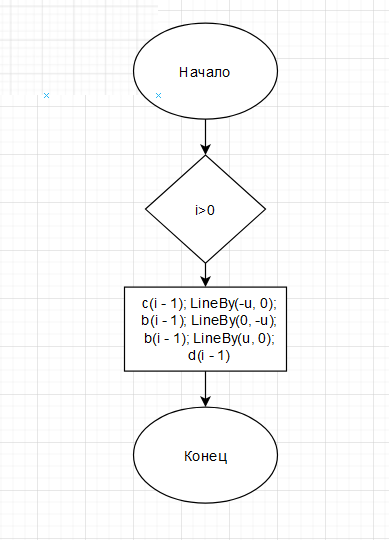 Начало
i>0
c(i - 1); LineBy(-u, 0);
b(i - 1); LineBy(0, -u);
b(i - 1); LineBy(u, 0);
d(i - 1)
Конец